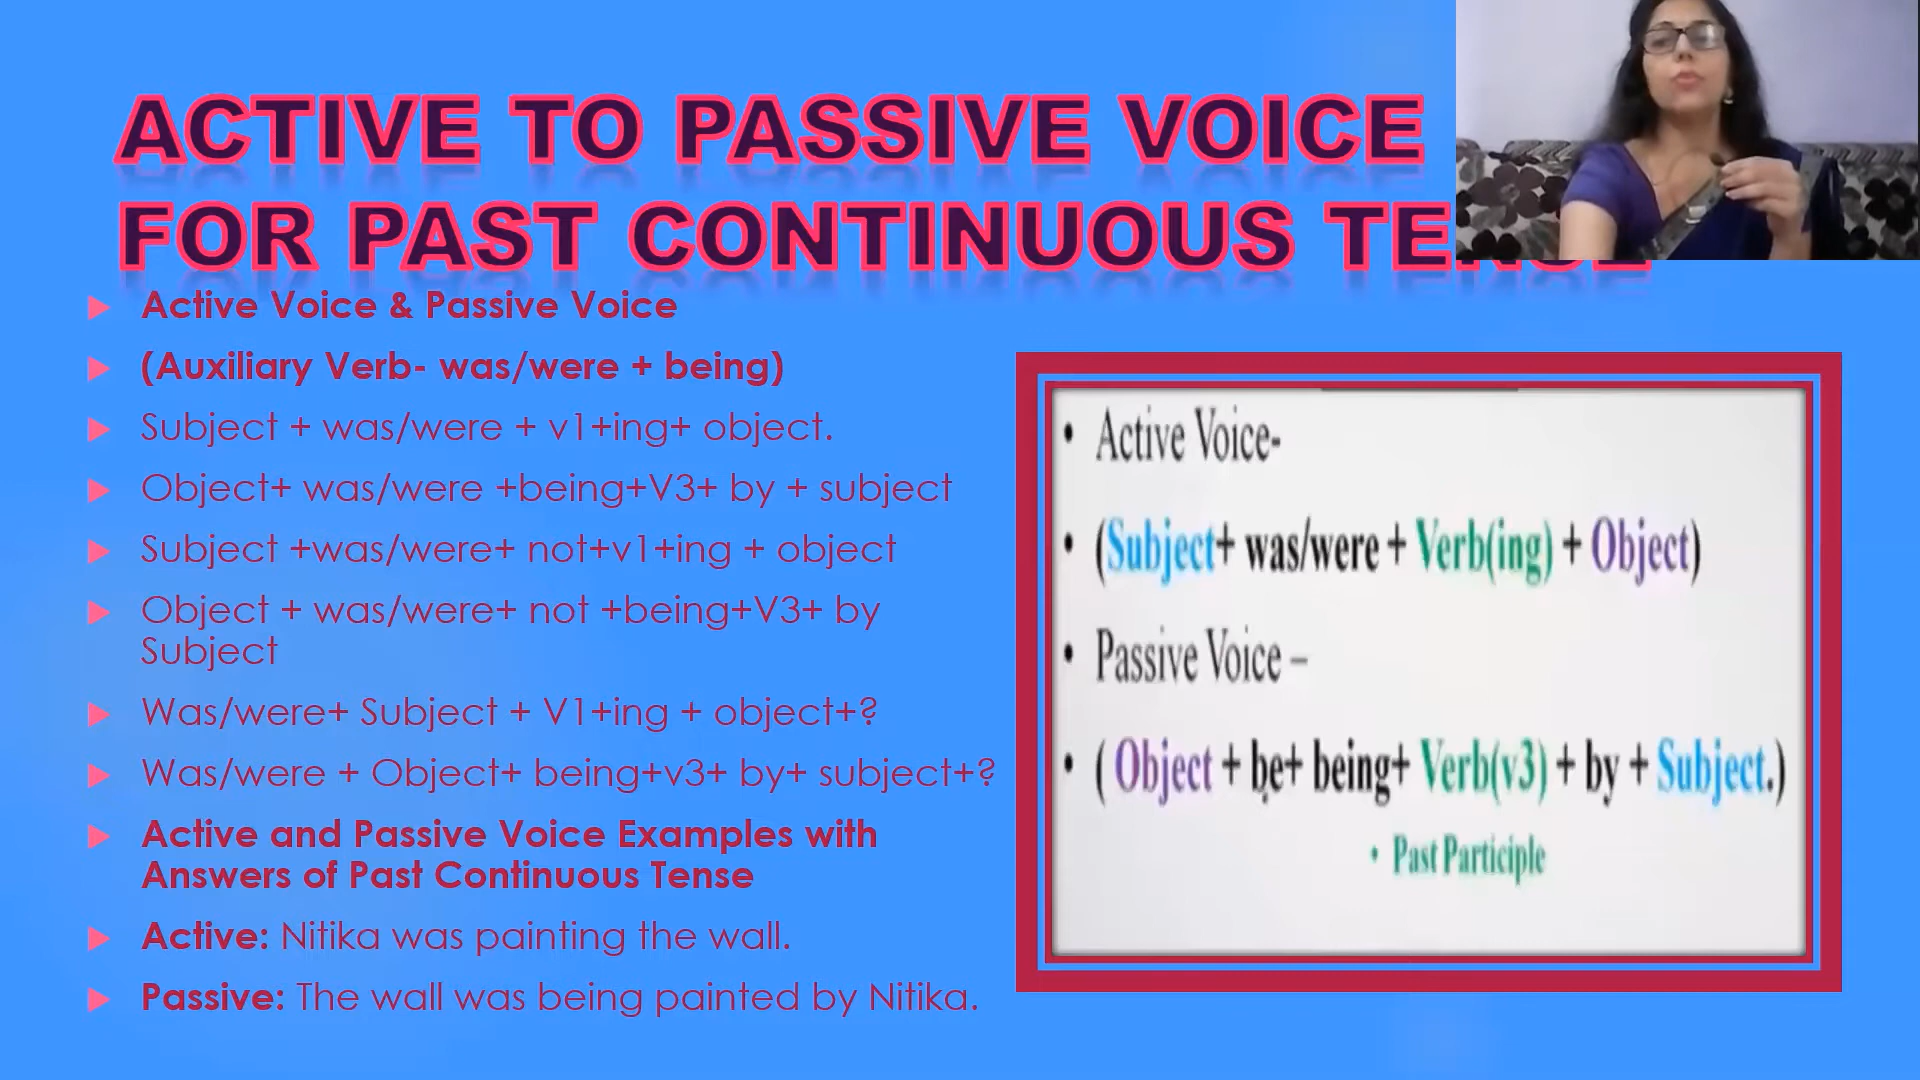 ACTIVE TO PASSIVE VOICE
FOR PAST CONTINUOUS TENSE
Active Voice & Passive Voice
(Auxiliary Verb- was/were + being)
Subject + was/were + v1+ing+ object.
Object+ was/were +being+V3+ by + subject
Subject +was/were+ not+v1+ing + object
Object + was/were+ not +being+V3+ by
Subject
Was/were+ Subject + V1+ing + object+?
Was/were + Object+ being+v3+ by+ subject+?
Active and Passive Voice Examples with
Answers of Past Continuous Tense
Active: Nitika was painting the wall.
Passive: The wall was being painted by Nitika.
• Active Voice-
• (Subject+ was/were + Verb(ing) + Object)
• Passive Voice –
• ( Object + be+ being+ Verb(v3) + by + Subject.)
• Past Participle